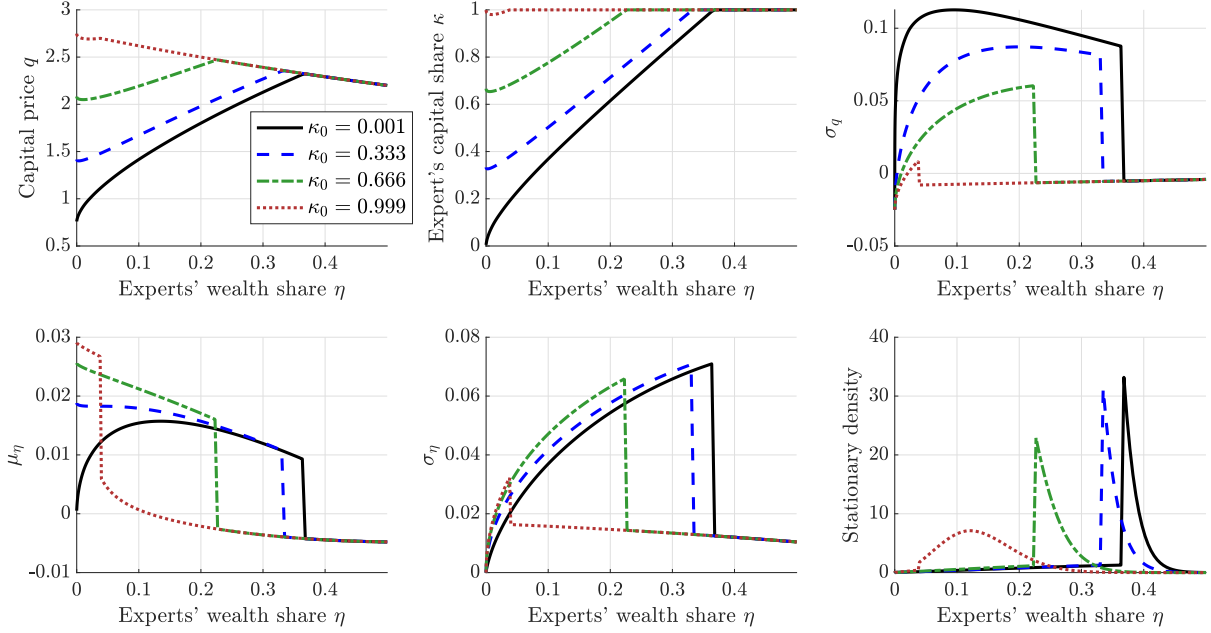 3
2.5
2
1.5
1
0.5
Capital price q
0 0.1 0.2 0.3 0.4
Experts' wealth share η
κ₀ = 0.001
κ₀ = 0.333
κ₀ = 0.666
κ₀ = 0.999
1
0.8
0.6
0.4
0.2
0
Expert's capital share κ
0 0.1 0.2 0.3 0.4
Experts' wealth share η
0.1
0.05
0
-0.05
σ_q
0 0.1 0.2 0.3 0.4
Experts' wealth share η
0.03
0.02
0.01
0
-0.01
μ_η
0 0.1 0.2 0.3 0.4
Experts' wealth share η
0.08
0.06
0.04
0.02
0
σ_η
0 0.1 0.2 0.3 0.4
Experts' wealth share η
40
30
20
10
0
Stationary density
0 0.1 0.2 0.3 0.4
Experts' wealth share η